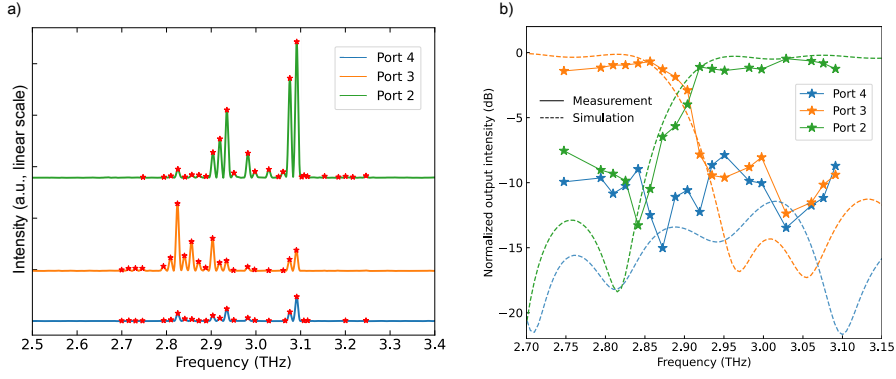 a)
Intensity (a.u., linear scale)
Port 4
Port 3
Port 2
2.5 2.6 2.7 2.8 2.9 3.0 3.1 3.2 3.3 3.4
Frequency (THz)
b)
Normalized output intensity (dB)
0
−5
−10
−15
−20
Measurement
Simulation
Port 4
Port 3
Port 2
2.70 2.75 2.80 2.85 2.90 2.95 3.00 3.05 3.10 3.15
Frequency (THz)